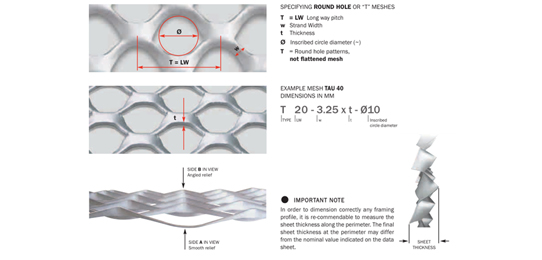 SPECIFYING ROUND HOLE OR "T" MESHES
T = LW Long way pitch
w Strand Width
t Thickness
Ø Inscribed circle diameter (~)
T = Round hole patterns,
not flattened mesh
Ø
w
T = LW
EXAMPLE MESH TAU 40
DIMENSIONS IN MM
T 20 - 3.25 x t - Ø10
TYPE LW w t Inscribed
circle diameter
t
SIDE B IN VIEW
Angled relief
SIDE A IN VIEW
Smooth relief
IMPORTANT NOTE
In order to dimension correctly any framing
profile, it is re-commendable to measure the
sheet thickness along the perimeter. The final
sheet thickness at the perimeter may differ
from the nominal value indicated on the data
sheet.
SHEET
THICKNESS